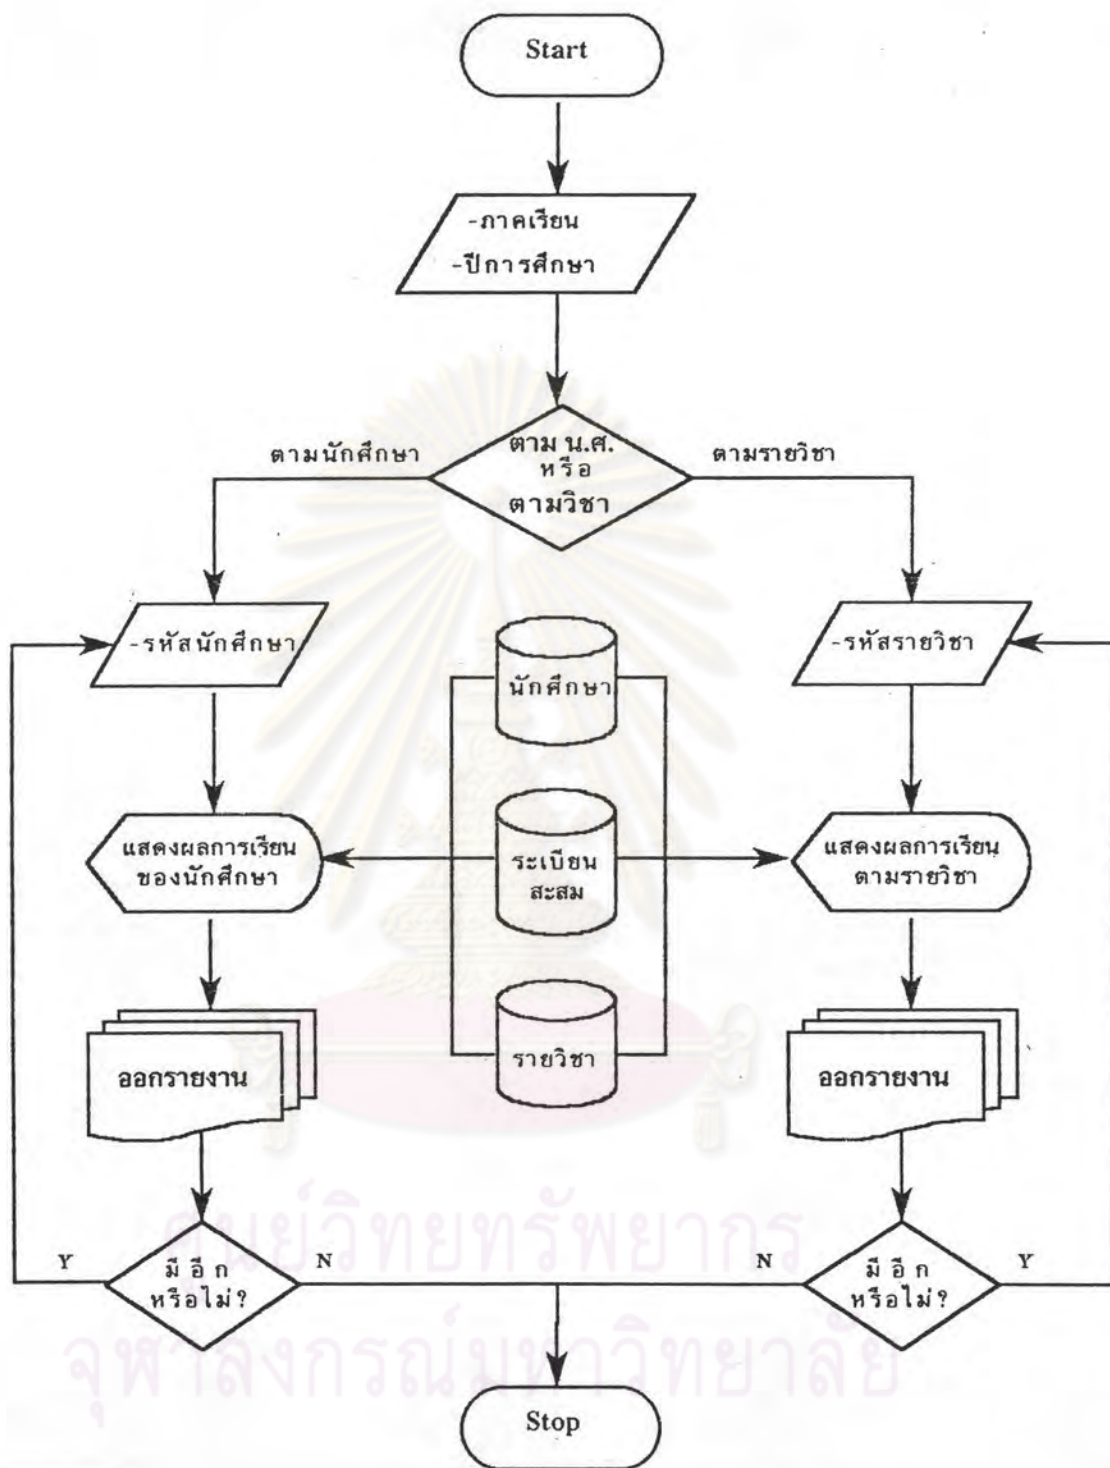 Start
-ภาคเรียน
-ปีการศึกษา
ตามนักศึกษา
ตาม น.ศ.
หรือ
ตามวิชา
ตามรายวิชา
-รหัสนักศึกษา
นักศึกษา
-รหัสรายวิชา
แสดงผลการเรียน
ของนักศึกษา
ระเบียน
สะสม
แสดงผลการเรียน
ตามรายวิชา
ออกรายงาน
รายวิชา
ออกรายงาน
Y
มีอีก
หรือไม่?
N
N
มีอีก
หรือไม่?
Y
ศูนย์วิทยทรัพยากร
จุฬาลงกรณ์มหาวิทยาลัย
Stop